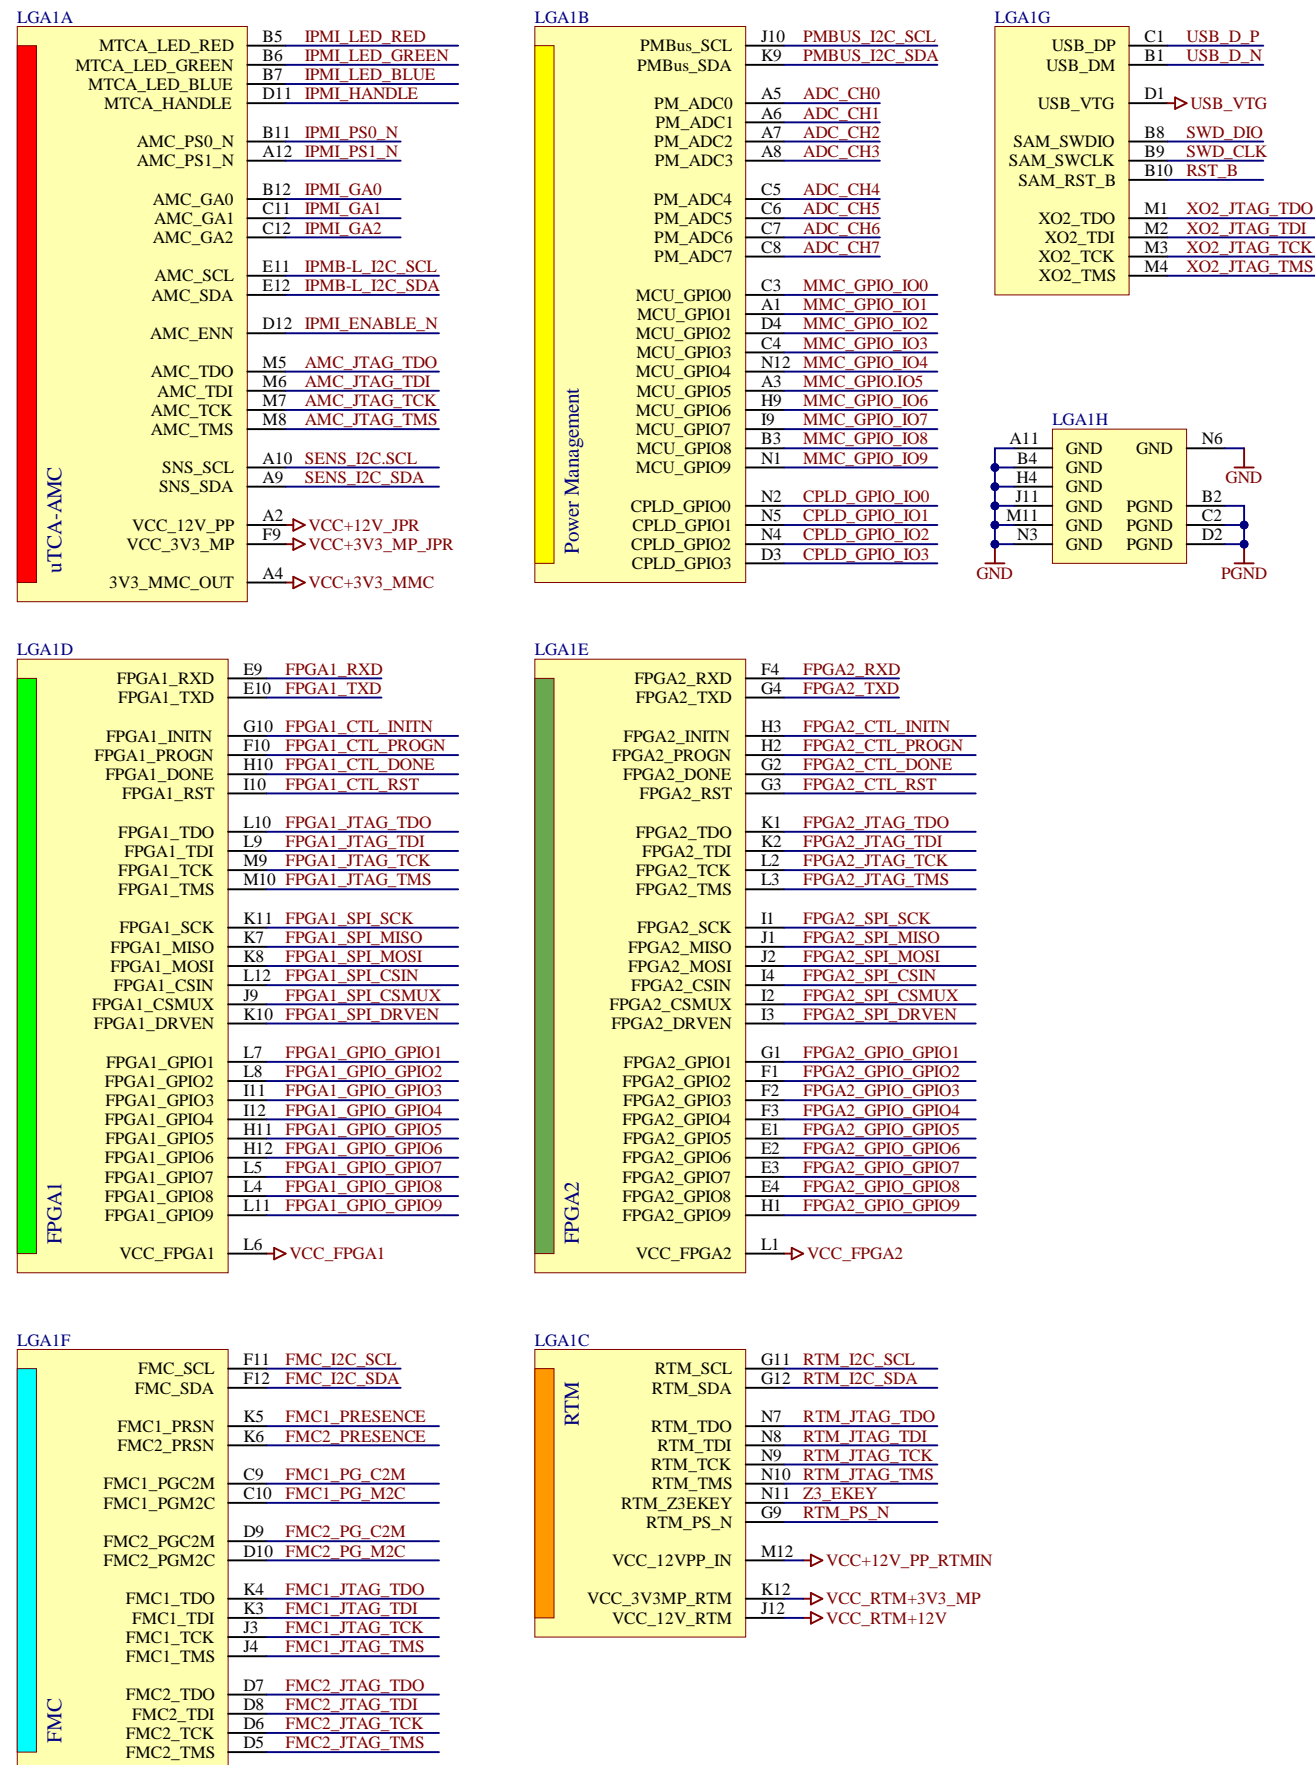 LGA1A
MTCA_LED_RED B5 IPMI_LED_RED
MTCA_LED_GREEN B6 IPMI_LED_GREEN
MTCA_LED_BLUE B7 IPMI_LED_BLUE
MTCA_HANDLE D11 IPMI_HANDLE
AMC_PS0_N B11 IPMI_PS0_N
AMC_PS1_N A12 IPMI_PS1_N
AMC_GA0 B12 IPMI_GA0
AMC_GA1 C11 IPMI_GA1
AMC_GA2 C12 IPMI_GA2
AMC_SCL E11 IPMB-L_I2C_SCL
AMC_SDA E12 IPMB-L_I2C_SDA
AMC_ENN D12 IPMI_ENABLE_N
AMC_TDO M5 AMC_JTAG_TDO
AMC_TDI M6 AMC_JTAG_TDI
AMC_TCK M7 AMC_JTAG_TCK
AMC_TMS M8 AMC_JTAG_TMS
SNS_SCL A10 SENS_I2C.SCL
SNS_SDA A9 SENS_I2C_SDA
VCC_12V_PP A2 VCC+12V_JPR
VCC_3V3_MP F9 VCC+3V3_MP_JPR
3V3_MMC_OUT A4 VCC+3V3_MMC
uTCA-AMC
LGA1B
PMBus_SCL J10 PMBUS_I2C_SCL
PMBus_SDA K9 PMBUS_I2C_SDA
PM_ADC0 A5 ADC_CH0
PM_ADC1 A6 ADC_CH1
PM_ADC2 A7 ADC_CH2
PM_ADC3 A8 ADC_CH3
PM_ADC4 C5 ADC_CH4
PM_ADC5 C6 ADC_CH5
PM_ADC6 C7 ADC_CH6
PM_ADC7 C8 ADC_CH7
MCU_GPIO0 C3 MMC_GPIO_IO0
MCU_GPIO1 A1 MMC_GPIO_IO1
MCU_GPIO2 D4 MMC_GPIO_IO2
MCU_GPIO3 C4 MMC_GPIO_IO3
MCU_GPIO4 N12 MMC_GPIO_IO4
MCU_GPIO5 A3 MMC_GPIO.IO5
MCU_GPIO6 H9 MMC_GPIO_IO6
MCU_GPIO7 I9 MMC_GPIO_IO7
MCU_GPIO8 B3 MMC_GPIO_IO8
MCU_GPIO9 N1 MMC_GPIO_IO9
CPLD_GPIO0 N2 CPLD_GPIO_IO0
CPLD_GPIO1 N5 CPLD_GPIO_IO1
CPLD_GPIO2 N4 CPLD_GPIO_IO2
CPLD_GPIO3 D3 CPLD_GPIO_IO3
Power Management
LGA1G
USB_DP C1 USB_D_P
USB_DM B1 USB_D_N
USB_VTG D1 USB_VTG
SAM_SWDIO B8 SWD_DIO
SAM_SWCLK B9 SWD_CLK
SAM_RST_B B10 RST_B
XO2_TDO M1 XO2_JTAG_TDO
XO2_TDI M2 XO2_JTAG_TDI
XO2_TCK M3 XO2_JTAG_TCK
XO2_TMS M4 XO2_JTAG_TMS
LGA1H
A11 GND GND N6
B4 GND GND
H4 GND
J11 GND PGND B2
M11 GND PGND C2
N3 GND PGND D2
GND PGND
LGA1D
FPGA1_RXD E9 FPGA1_RXD
FPGA1_TXD E10 FPGA1_TXD
FPGA1_INITN G10 FPGA1_CTL_INITN
FPGA1_PROGN F10 FPGA1_CTL_PROGN
FPGA1_DONE H10 FPGA1_CTL_DONE
FPGA1_RST I10 FPGA1_CTL_RST
FPGA1_TDO L10 FPGA1_JTAG_TDO
FPGA1_TDI L9 FPGA1_JTAG_TDI
FPGA1_TCK M9 FPGA1_JTAG_TCK
FPGA1_TMS M10 FPGA1_JTAG_TMS
FPGA1_SCK K11 FPGA1_SPI_SCK
FPGA1_MISO K7 FPGA1_SPI_MISO
FPGA1_MOSI K8 FPGA1_SPI_MOSI
FPGA1_CSIN L12 FPGA1_SPI_CSIN
FPGA1_CSMUX J9 FPGA1_SPI_CSMUX
FPGA1_DRVEN K10 FPGA1_SPI_DRVEN
FPGA1_GPIO1 L7 FPGA1_GPIO_GPIO1
FPGA1_GPIO2 L8 FPGA1_GPIO_GPIO2
FPGA1_GPIO3 I11 FPGA1_GPIO_GPIO3
FPGA1_GPIO4 I12 FPGA1_GPIO_GPIO4
FPGA1_GPIO5 H11 FPGA1_GPIO_GPIO5
FPGA1_GPIO6 H12 FPGA1_GPIO_GPIO6
FPGA1_GPIO7 L5 FPGA1_GPIO_GPIO7
FPGA1_GPIO8 L4 FPGA1_GPIO_GPIO8
FPGA1_GPIO9 L11 FPGA1_GPIO_GPIO9
VCC_FPGA1 L6 VCC_FPGA1
FPGA1
LGA1E
FPGA2_RXD F4 FPGA2_RXD
FPGA2_TXD G4 FPGA2_TXD
FPGA2_INITN H3 FPGA2_CTL_INITN
FPGA2_PROGN H2 FPGA2_CTL_PROGN
FPGA2_DONE G2 FPGA2_CTL_DONE
FPGA2_RST G3 FPGA2_CTL_RST
FPGA2_TDO K1 FPGA2_JTAG_TDO
FPGA2_TDI K2 FPGA2_JTAG_TDI
FPGA2_TCK L2 FPGA2_JTAG_TCK
FPGA2_TMS L3 FPGA2_JTAG_TMS
FPGA2_SCK I1 FPGA2_SPI_SCK
FPGA2_MISO J1 FPGA2_SPI_MISO
FPGA2_MOSI J2 FPGA2_SPI_MOSI
FPGA2_CSIN I4 FPGA2_SPI_CSIN
FPGA2_CSMUX I2 FPGA2_SPI_CSMUX
FPGA2_DRVEN I3 FPGA2_SPI_DRVEN
FPGA2_GPIO1 G1 FPGA2_GPIO_GPIO1
FPGA2_GPIO2 F1 FPGA2_GPIO_GPIO2
FPGA2_GPIO3 F2 FPGA2_GPIO_GPIO3
FPGA2_GPIO4 F3 FPGA2_GPIO_GPIO4
FPGA2_GPIO5 E1 FPGA2_GPIO_GPIO5
FPGA2_GPIO6 E2 FPGA2_GPIO_GPIO6
FPGA2_GPIO7 E3 FPGA2_GPIO_GPIO7
FPGA2_GPIO8 E4 FPGA2_GPIO_GPIO8
FPGA2_GPIO9 H1 FPGA2_GPIO_GPIO9
VCC_FPGA2 L1 VCC_FPGA2
FPGA2
LGA1F
FMC_SCL F11 FMC_I2C_SCL
FMC_SDA F12 FMC_I2C_SDA
FMC1_PRSN K5 FMC1_PRESENCE
FMC2_PRSN K6 FMC2_PRESENCE
FMC1_PGC2M C9 FMC1_PG_C2M
FMC1_PGM2C C10 FMC1_PG_M2C
FMC2_PGC2M D9 FMC2_PG_C2M
FMC2_PGM2C D10 FMC2_PG_M2C
FMC1_TDO K4 FMC1_JTAG_TDO
FMC1_TDI K3 FMC1_JTAG_TDI
FMC1_TCK J3 FMC1_JTAG_TCK
FMC1_TMS J4 FMC1_JTAG_TMS
FMC2_TDO D7 FMC2_JTAG_TDO
FMC2_TDI D8 FMC2_JTAG_TDI
FMC2_TCK D6 FMC2_JTAG_TCK
FMC2_TMS D5 FMC2_JTAG_TMS
FMC
LGA1C
RTM
RTM_SCL G11 RTM_I2C_SCL
RTM_SDA G12 RTM_I2C_SDA
RTM_TDO N7 RTM_JTAG_TDO
RTM_TDI N8 RTM_JTAG_TDI
RTM_TCK N9 RTM_JTAG_TCK
RTM_TMS N10 RTM_JTAG_TMS
RTM_Z3EKEY N11 Z3_EKEY
RTM_PS_N G9 RTM_PS_N
VCC_12VPP_IN M12 VCC+12V_PP_RTMIN
VCC_3V3MP_RTM K12 VCC_RTM+3V3_MP
VCC_12V_RTM J12 VCC_RTM+12V